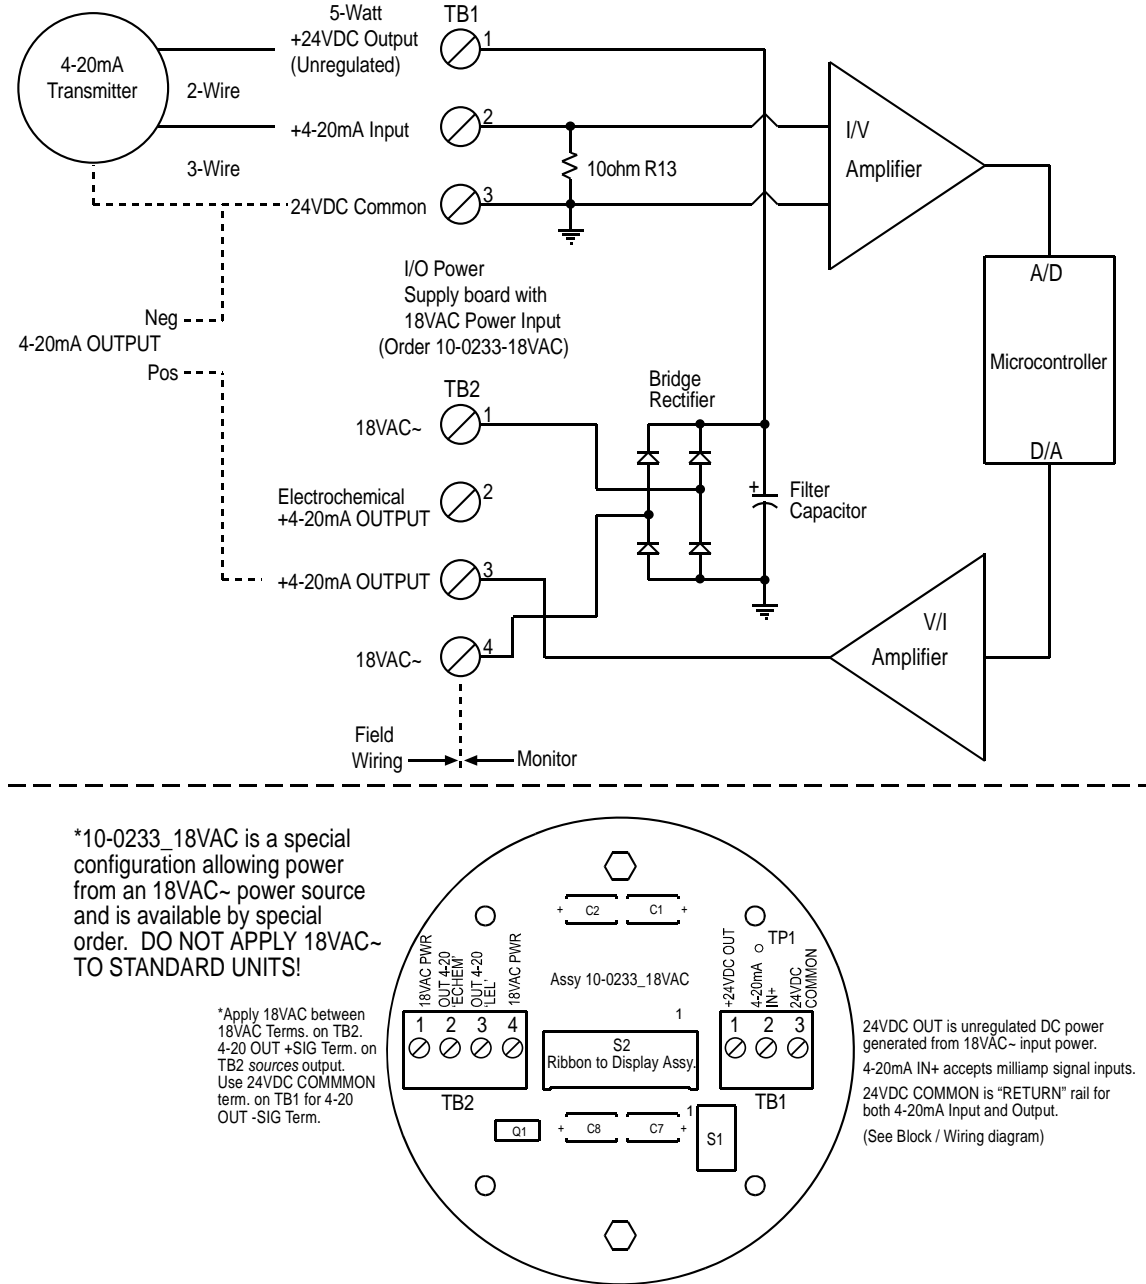 5-Watt
TB1
+24VDC Output
(Unregulated)
1
4-20mA
Transmitter
2-Wire
+4-20mA Input
2
I/V
Amplifier
3-Wire
10ohm R13
24VDC Common
3
I/O Power
Supply board with
18VAC Power Input
(Order 10-0233-18VAC)
A/D
Microcontroller
D/A
Neg
4-20mA OUTPUT
Pos
Bridge
Rectifier
TB2
18VAC~
1
Electrochemical
+4-20mA OUTPUT
2
+
Filter
Capacitor
+4-20mA OUTPUT
3
V/I
Amplifier
18VAC~
4
Field
Wiring
Monitor
*10-0233_18VAC is a special
configuration allowing power
from an 18VAC~ power source
and is available by special
order.  DO NOT APPLY 18VAC~
TO STANDARD UNITS!
*Apply 18VAC between
18VAC Terms. on TB2.
4-20 OUT +SIG Term. on
TB2 sources output.
Use 24VDC COMMMON
term. on TB1 for 4-20
OUT -SIG Term.
+ C2 C1 +
18VAC PWR
OUT 4-20
'ECHEM'
OUT 4-20
'LEL'
18VAC PWR
Assy 10-0233_18VAC
+24VDC OUT
4-20mA
IN+
24VDC
COMMON
TP1
1 2 3 4
TB2
1
S2
Ribbon to Display Assy.
1 2 3
TB1
Q1
+ C8 C7 +
1
S1
24VDC OUT is unregulated DC power
generated from 18VAC~ input power.
4-20mA IN+ accepts milliamp signal inputs.
24VDC COMMON is “RETURN” rail for
both 4-20mA Input and Output.
(See Block / Wiring diagram)